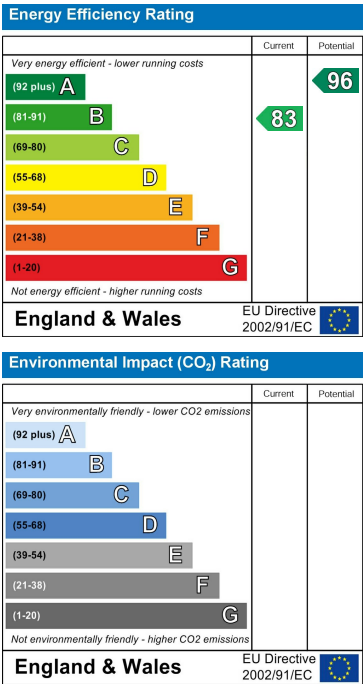 Energy Efficiency Rating
Current Potential
Very energy efficient - lower running costs
(92 plus) A 96
(81-91) B 83
(69-80) C
(55-68) D
(39-54) E
(21-38) F
(1-20) G
Not energy efficient - higher running costs
England & Wales EU Directive
2002/91/EC
Environmental Impact (CO₂) Rating
Current Potential
Very environmentally friendly - lower CO2 emissions
(92 plus) A
(81-91) B
(69-80) C
(55-68) D
(39-54) E
(21-38) F
(1-20) G
Not environmentally friendly - higher CO2 emissions
England & Wales EU Directive
2002/91/EC